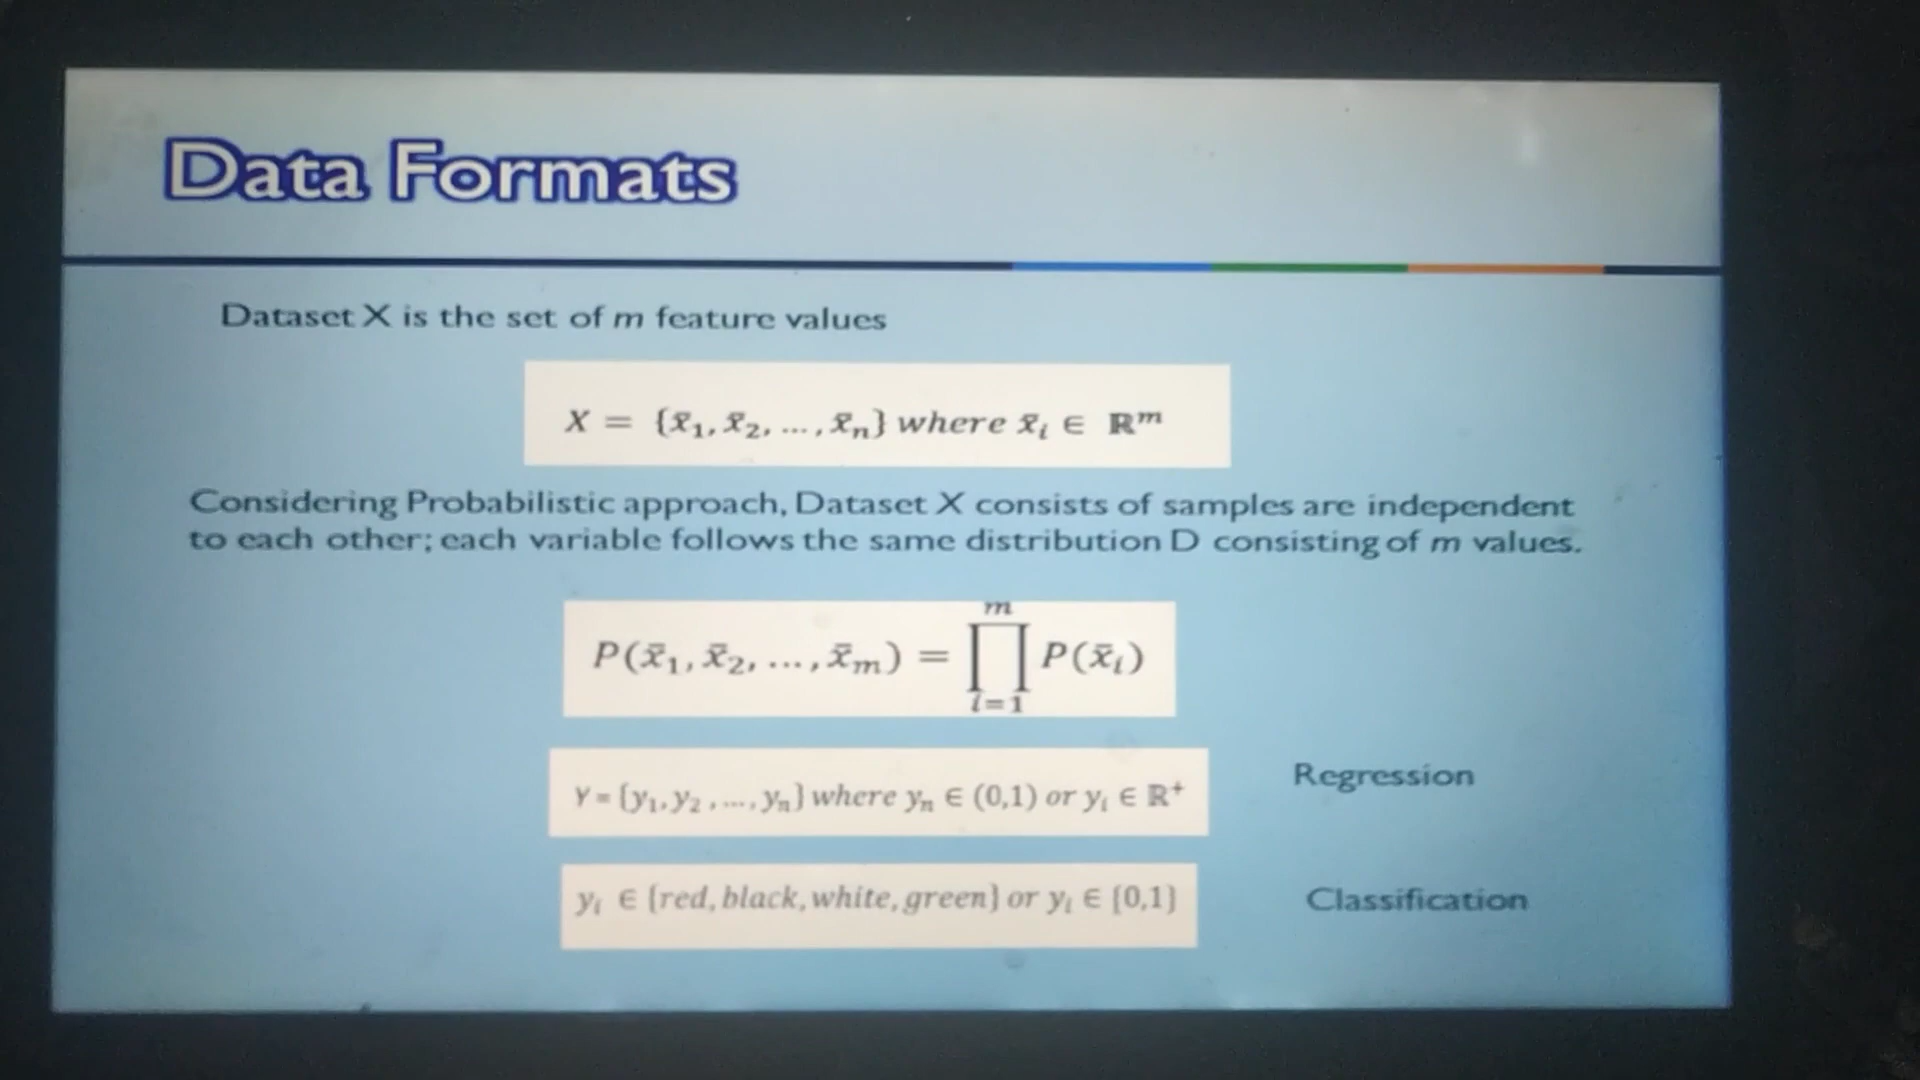 Data Formats
Dataset X is the set of m feature values
X = {x̄₁, x̄₂, ..., x̄ₙ} where x̄ᵢ ∈ ℝᵐ
Considering Probabilistic approach, Dataset X consists of samples are independent
to each other; each variable follows the same distribution D consisting of m values.
P(x̄₁, x̄₂, ..., x̄ₘ) = ∏ᵢ₌₁ᵐ P(x̄ᵢ)
Y = {y₁, y₂, ..., yₙ} where yₙ ∈ (0,1) or yᵢ ∈ ℝ⁺ Regression
yᵢ ∈ {red, black, white, green} or yᵢ ∈ {0,1} Classification